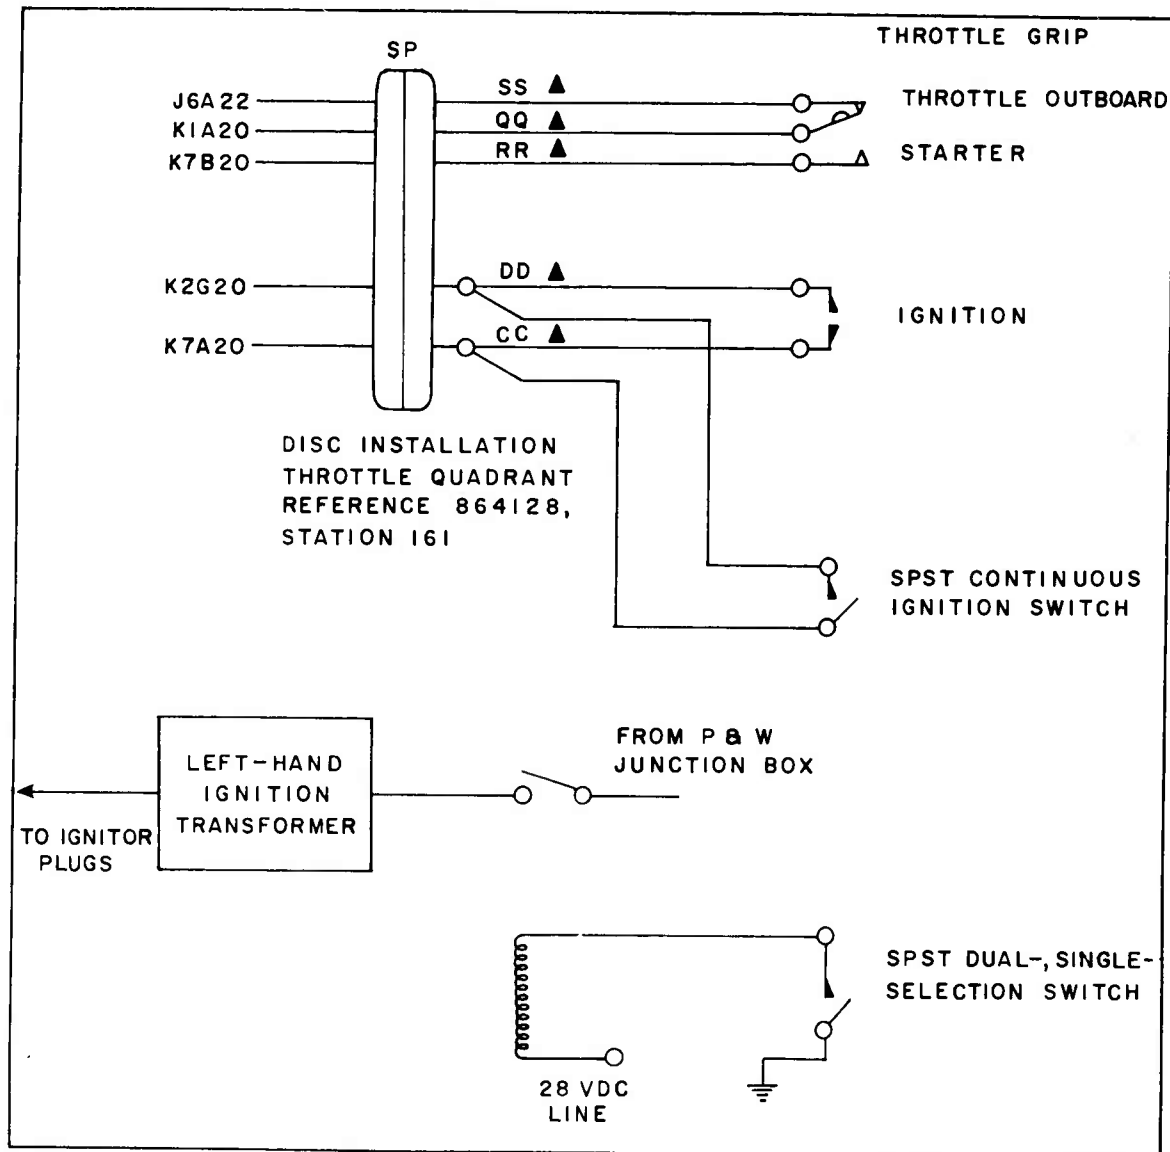 THROTTLE GRIP
SP
J6A22
SS
THROTTLE OUTBOARD
K1A20
QQ
K7B20
RR
STARTER
K2G20
DD
IGNITION
K7A20
CC
DISC INSTALLATION
THROTTLE QUADRANT
REFERENCE 864128,
STATION 161
SPST CONTINUOUS
IGNITION SWITCH
FROM P & W
JUNCTION BOX
LEFT-HAND
IGNITION
TRANSFORMER
TO IGNITOR
PLUGS
SPST DUAL-, SINGLE-
SELECTION SWITCH
28 VDC
LINE